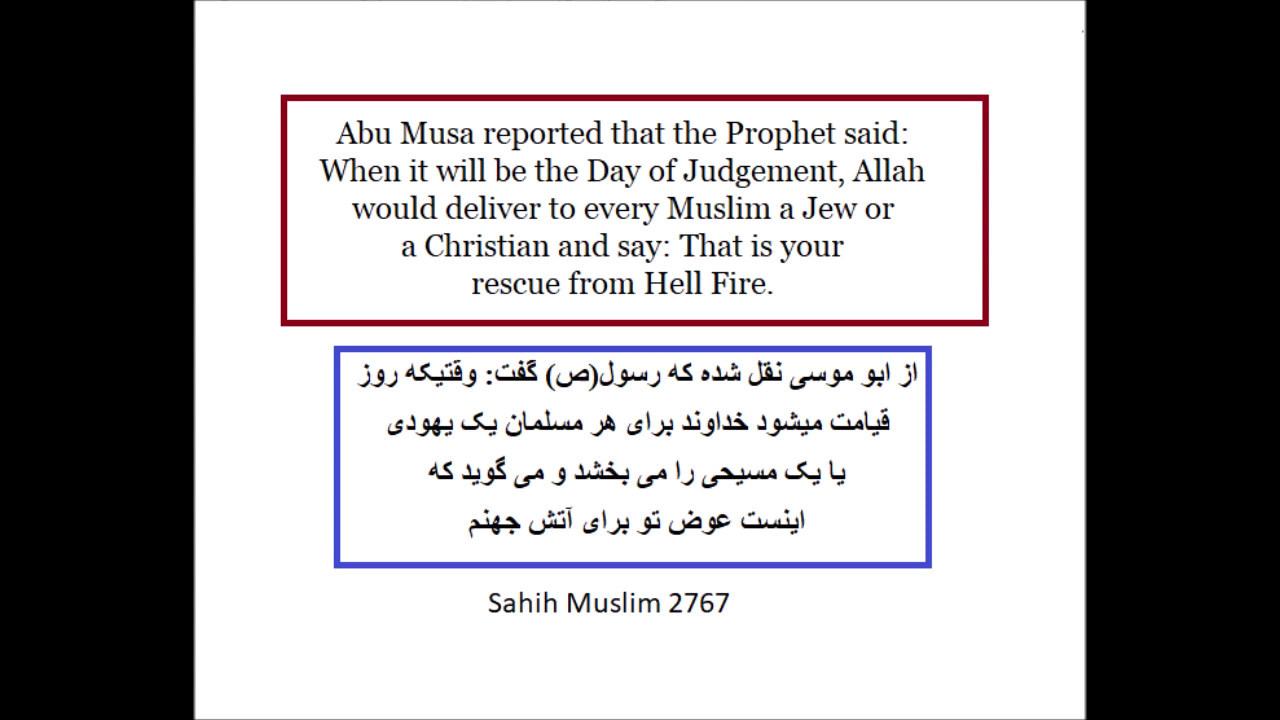 Abu Musa reported that the Prophet said:
When it will be the Day of Judgement, Allah
would deliver to every Muslim a Jew or
a Christian and say: That is your
rescue from Hell Fire.
از ابو موسی نقل شده که رسول(ص) گفت: وقتیکه روز
قیامت میشود خداوند برای هر مسلمان یک یهودی
یا یک مسیحی را می بخشد و می گوید که
اینست عوض تو برای آتش جهنم
Sahih Muslim 2767